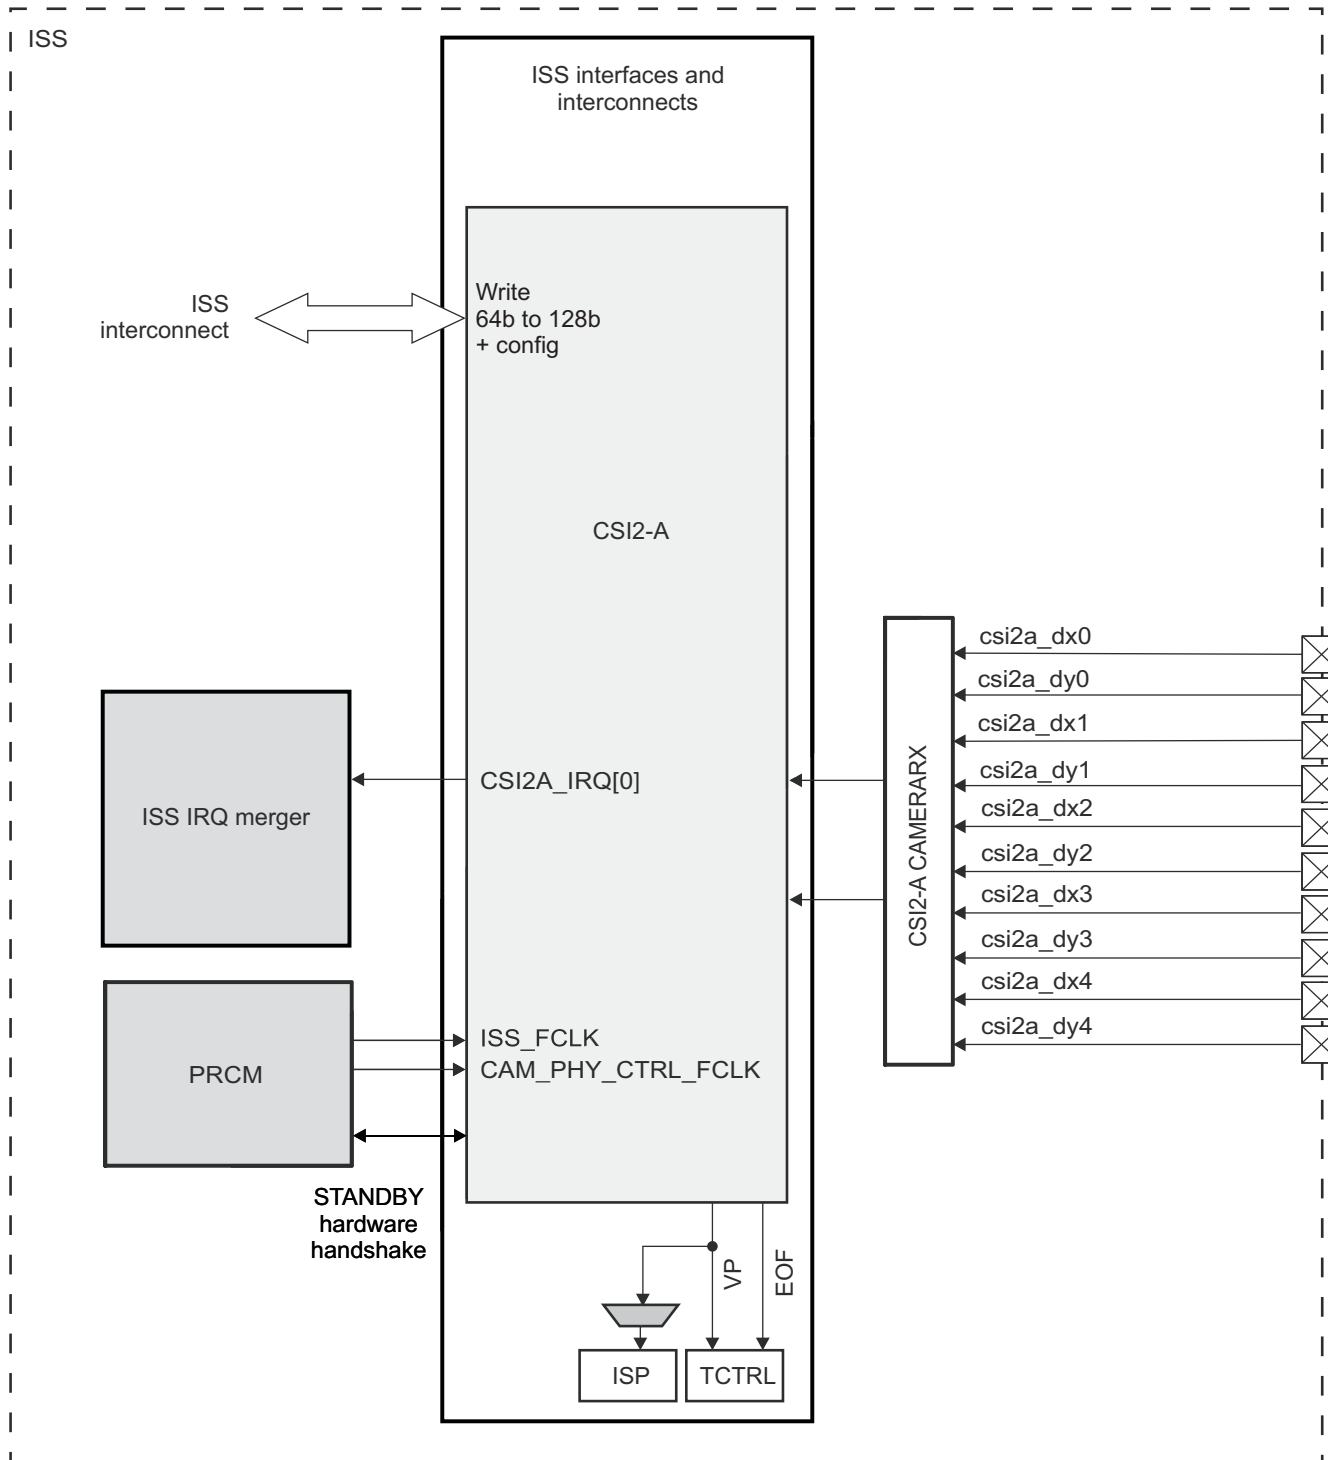 ISS
ISS interfaces and
interconnects
ISS
interconnect
Write
64b to 128b
+ config
CSI2-A
csi2a_dx0
csi2a_dy0
csi2a_dx1
csi2a_dy1
csi2a_dx2
csi2a_dy2
csi2a_dx3
csi2a_dy3
csi2a_dx4
csi2a_dy4
CSI2-A CAMERARX
CSI2A_IRQ[0]
ISS IRQ merger
ISS_FCLK
CAM_PHY_CTRL_FCLK
PRCM
STANDBY
hardware
handshake
VP
EOF
ISP
TCTRL